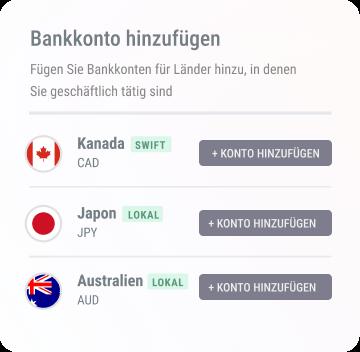 Bankkonto hinzufügen
Fügen Sie Bankkonten für Länder hinzu, in denen
Sie geschäftlich tätig sind
Kanada SWIFT
CAD
+ KONTO HINZUFÜGEN
Japon LOKAL
JPY
+ KONTO HINZUFÜGEN
Australien LOKAL
AUD
+ KONTO HINZUFÜGEN